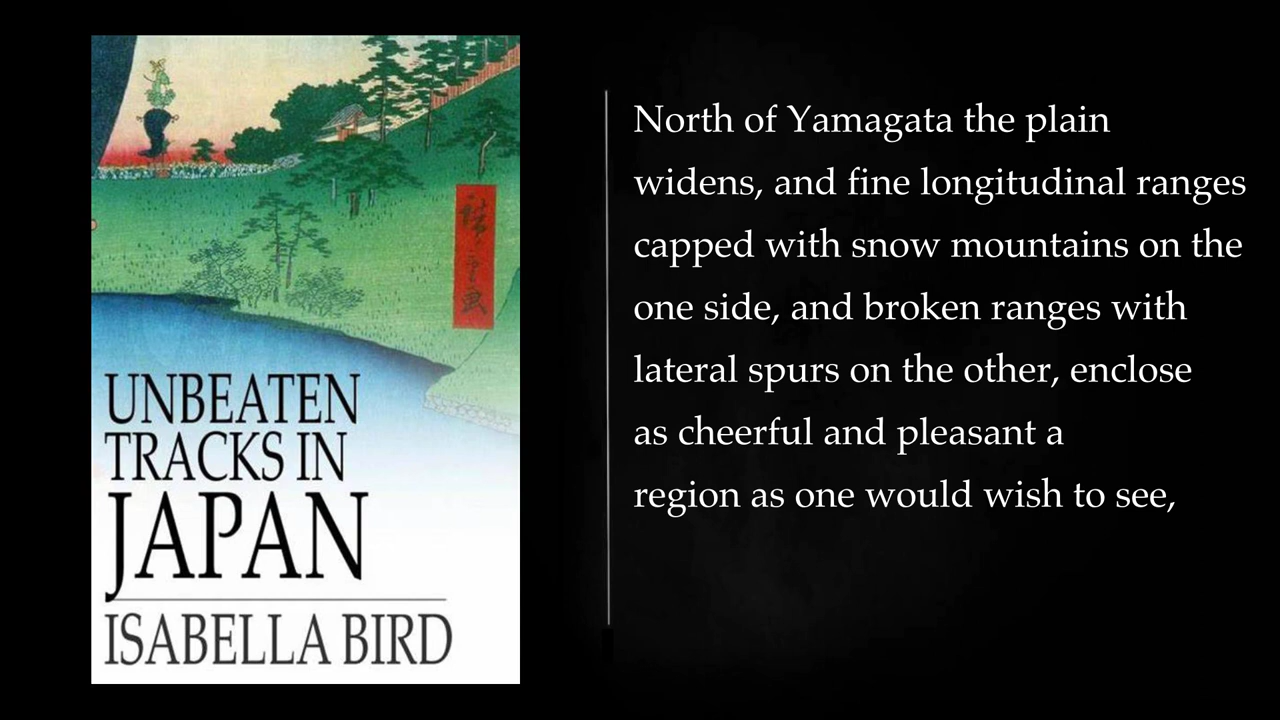 UNBEATEN
TRACKS IN
JAPAN
ISABELLA BIRD
North of Yamagata the plain
widens, and fine longitudinal ranges
capped with snow mountains on the
one side, and broken ranges with
lateral spurs on the other, enclose
as cheerful and pleasant a
region as one would wish to see,